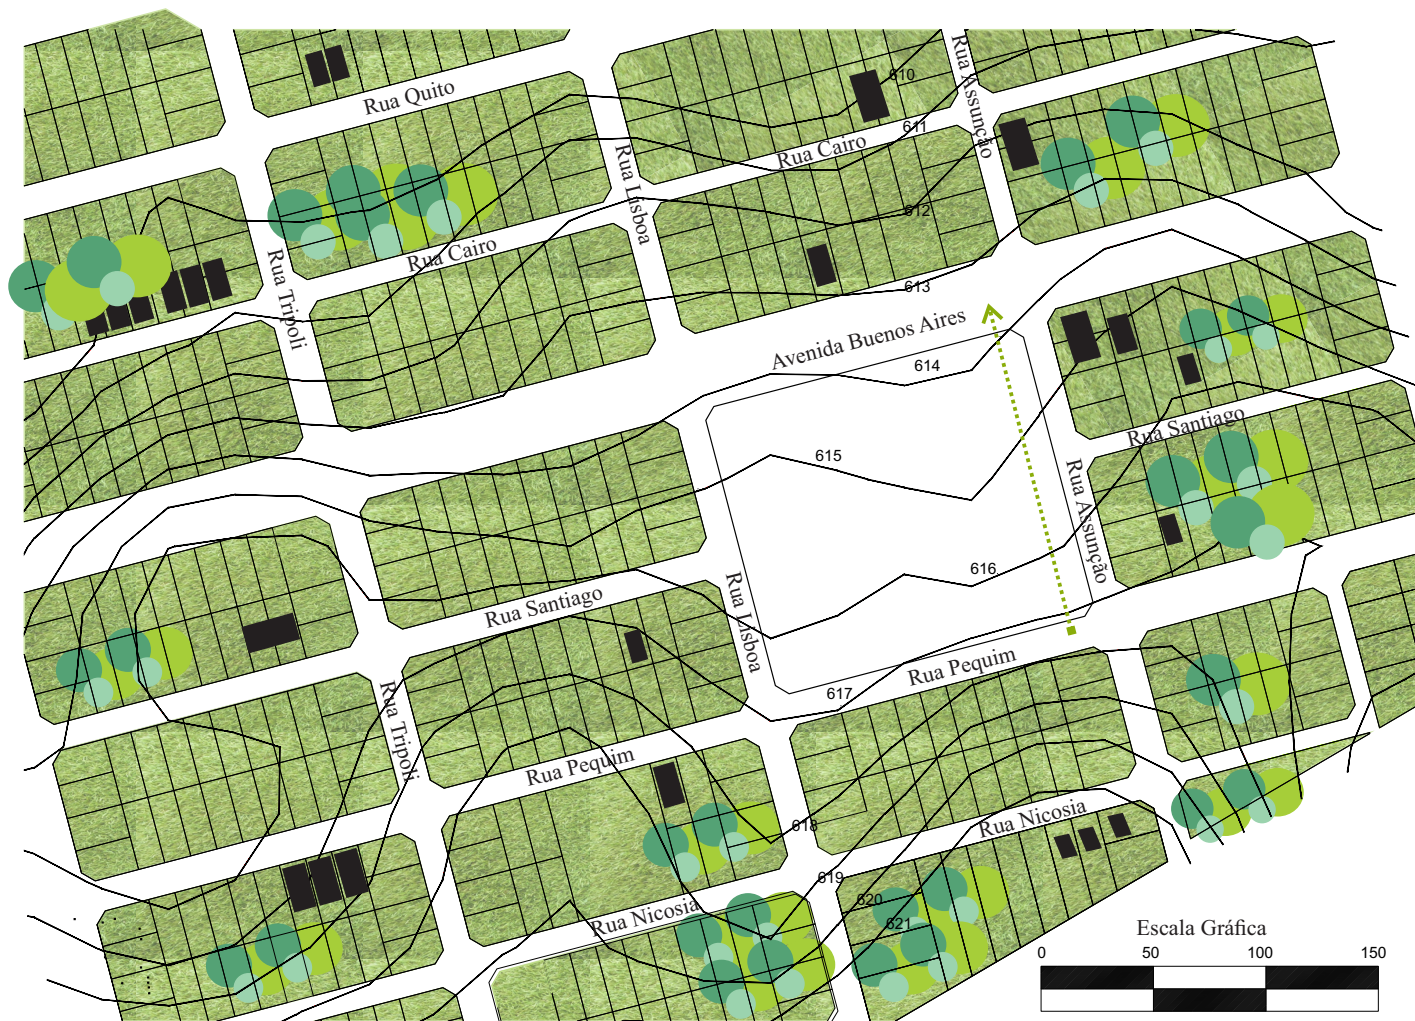 Rua Quito
Rua Assunção
610
611
Rua Cairo
Rua Lisboa
612
Rua Cairo
Rua Tripoli
613
Avenida Buenos Aires
614
Rua Santiago
615
Rua Assunção
616
Rua Santiago
Rua Lisboa
Rua Pequim
617
Rua Tripoli
Rua Pequim
618
Rua Nicosia
619
620
621
Rua Nicosia
Escala Gráfica
0 50 100 150